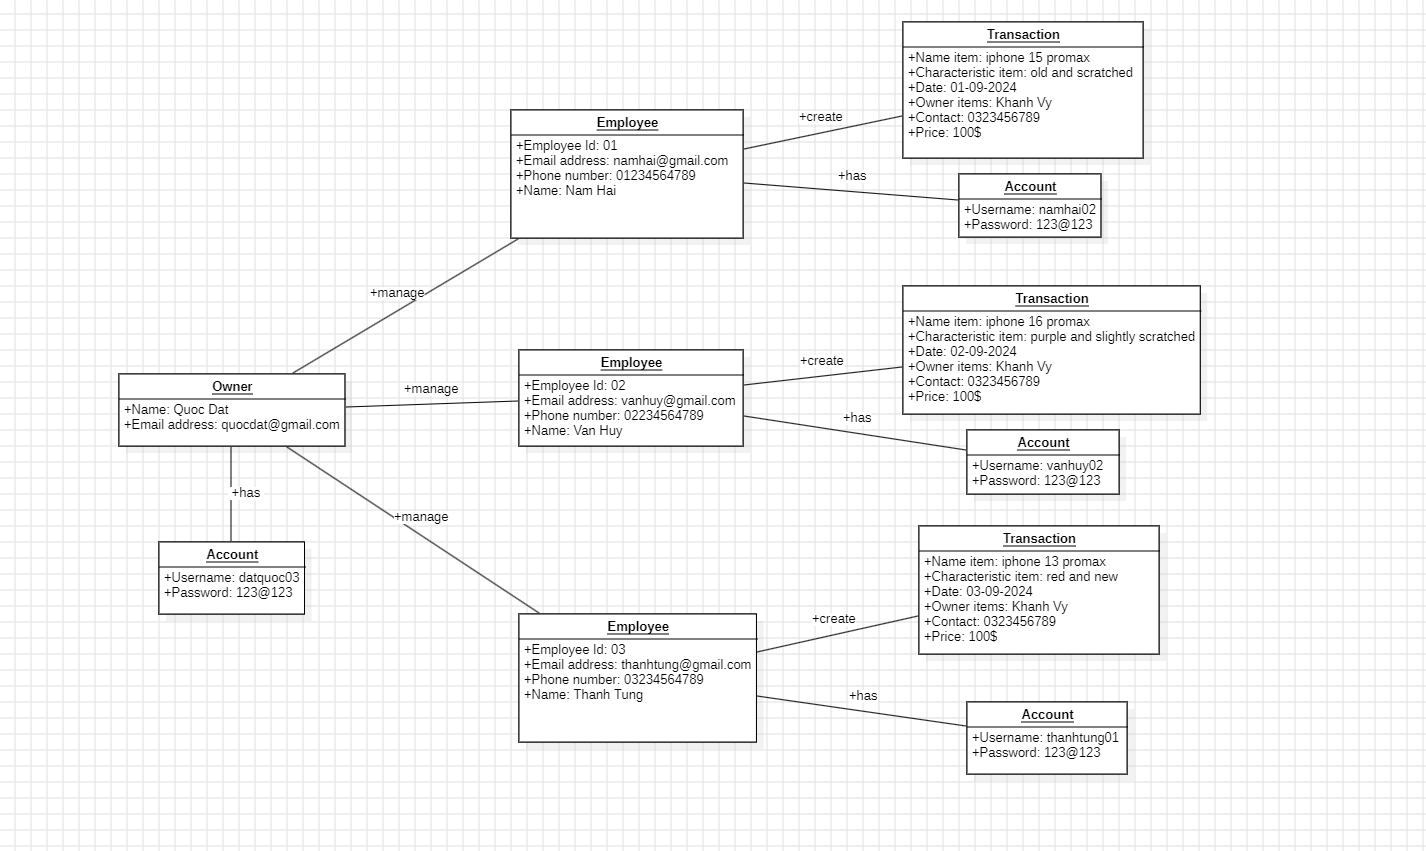 Transaction
+Name item: iphone 15 promax
+Characteristic item: old and scratched
+Date: 01-09-2024
+Owner items: Khanh Vy
+Contact: 0323456789
+Price: 100$
Employee
+Employee Id: 01
+Email address: namhai@gmail.com
+Phone number: 01234564789
+Name: Nam Hai
+create
+has
Account
+Username: namhai02
+Password: 123@123
+manage
Transaction
+Name item: iphone 16 promax
+Characteristic item: purple and slightly scratched
+Date: 02-09-2024
+Owner items: Khanh Vy
+Contact: 0323456789
+Price: 100$
Owner
+Name: Quoc Dat
+Email address: quocdat@gmail.com
+manage
Employee
+Employee Id: 02
+Email address: vanhuy@gmail.com
+Phone number: 02234564789
+Name: Van Huy
+create
+has
Account
+Username: vanhuy02
+Password: 123@123
+has
+manage
Account
+Username: datquoc03
+Password: 123@123
Transaction
+Name item: iphone 13 promax
+Characteristic item: red and new
+Date: 03-09-2024
+Owner items: Khanh Vy
+Contact: 0323456789
+Price: 100$
Employee
+Employee Id: 03
+Email address: thanhtung@gmail.com
+Phone number: 03234564789
+Name: Thanh Tung
+create
+has
Account
+Username: thanhtung01
+Password: 123@123